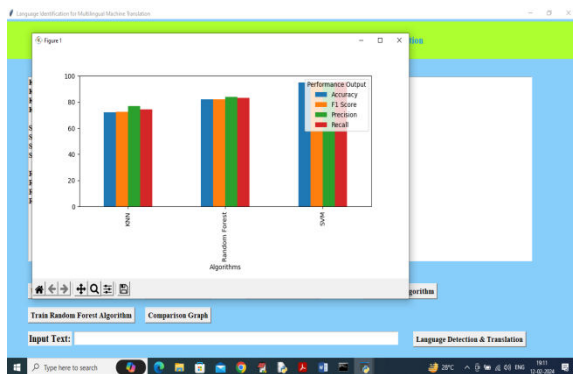 Language Identification for Multilingual Machine Translation
tion
Figure 1
Performance Output
Accuracy
F1 Score
Precision
Recall
100
80
60
40
20
0
KNN
Random Forest
SVM
Algorithms
gorithm
Train Random Forest Algorithm
Comparison Graph
Input Text:
Language Detection & Translation
Type here to search
28°C
ENG
19:11
12-02-2024